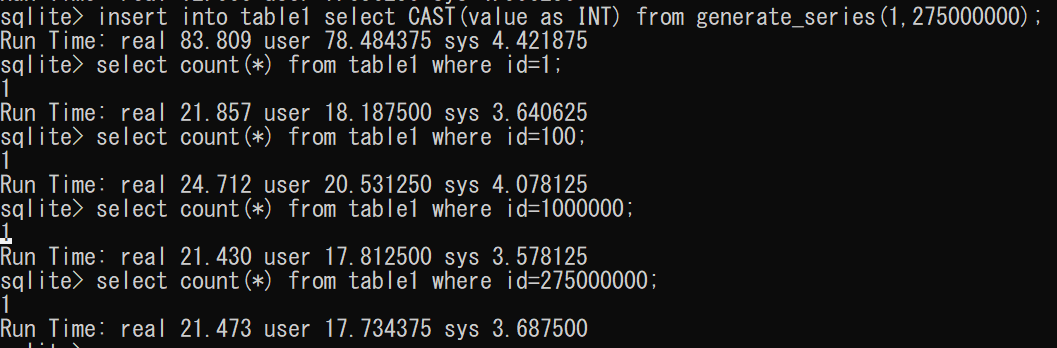 sqlite> insert into table1 select CAST(value as INT) from generate_series(1,275000000);
Run Time: real 83.809 user 78.484375 sys 4.421875
sqlite> select count(*) from table1 where id=1;
1
Run Time: real 21.857 user 18.187500 sys 3.640625
sqlite> select count(*) from table1 where id=100;
1
Run Time: real 24.712 user 20.531250 sys 4.078125
sqlite> select count(*) from table1 where id=1000000;
1
Run Time: real 21.430 user 17.812500 sys 3.578125
sqlite> select count(*) from table1 where id=275000000;
1
Run Time: real 21.473 user 17.734375 sys 3.687500